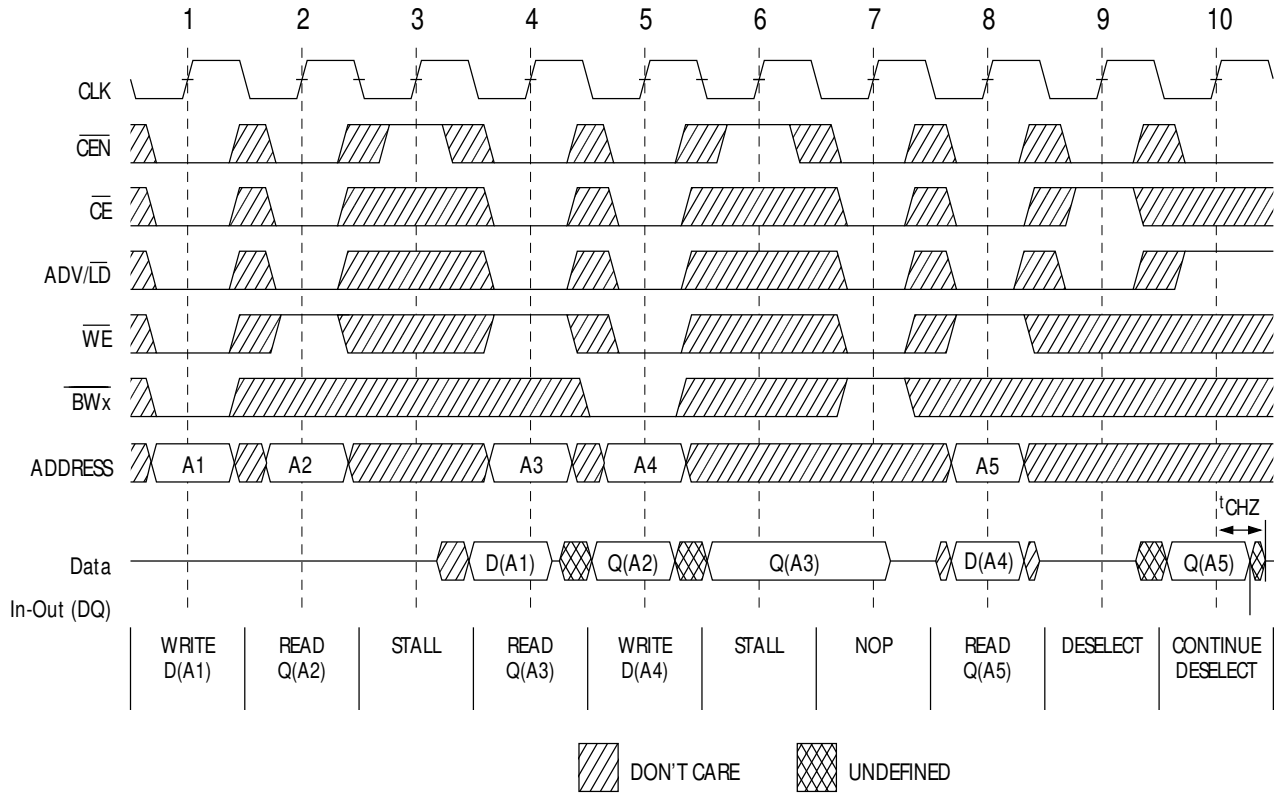 1 2 3 4 5 6 7 8 9 10
CLK
CEN
CE
ADV/LD
WE
BWx
ADDRESS A1 A2 A3 A4 A5
tCHZ
Data D(A1) Q(A2) Q(A3) D(A4) Q(A5)
In-Out (DQ)
WRITE READ STALL READ WRITE STALL NOP READ DESELECT CONTINUE
D(A1) Q(A2) Q(A3) D(A4) Q(A5) DESELECT
DON'T CARE UNDEFINED